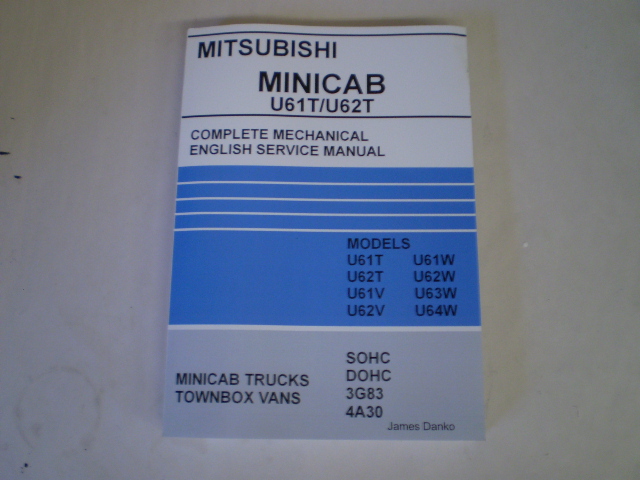 MITSUBISHI
MINICAB
U61T/U62T
COMPLETE MECHANICAL
ENGLISH SERVICE MANUAL
MODELS
U61T U61W
U62T U62W
U61V U63W
U62V U64W
MINICAB TRUCKS
TOWNBOX VANS
SOHC
DOHC
3G83
4A30
James Danko